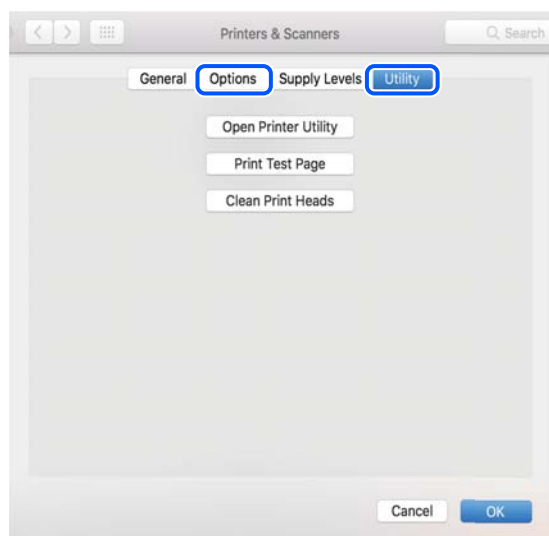 Printers & Scanners Search
General Options Supply Levels Utility
Open Printer Utility
Print Test Page
Clean Print Heads
Cancel OK